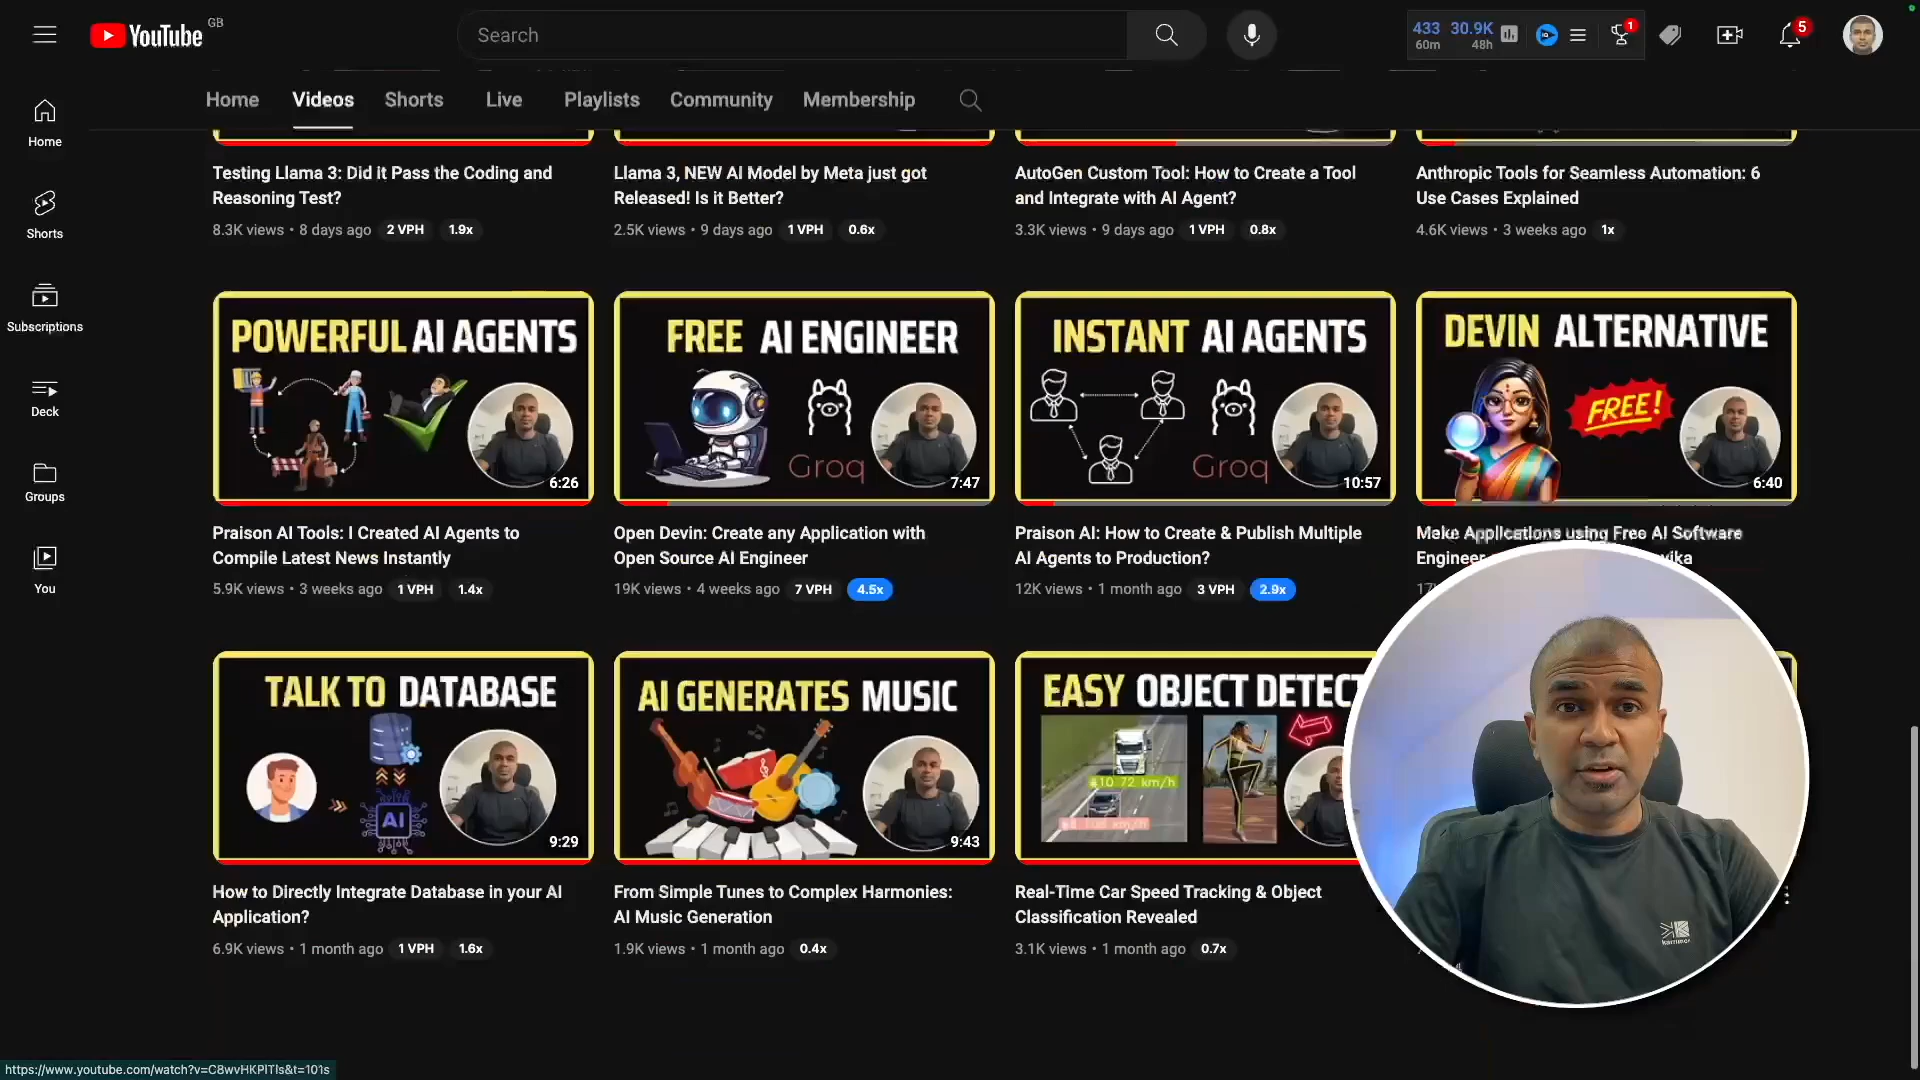 YouTube
GB
Search
433
60m
30.9K
48h
1
5
Home
Videos
Shorts
Live
Playlists
Community
Membership
Home
Shorts
Subscriptions
Deck
Groups
You
Testing Llama 3: Did it Pass the Coding and
Reasoning Test?
8.3K views • 8 days ago
2 VPH
1.9x
Llama 3, NEW AI Model by Meta just got
Released! Is it Better?
2.5K views • 9 days ago
1 VPH
0.6x
AutoGen Custom Tool: How to Create a Tool
and Integrate with AI Agent?
3.3K views • 9 days ago
1 VPH
0.8x
Anthropic Tools for Seamless Automation: 6
Use Cases Explained
4.6K views • 3 weeks ago
1x
POWERFUL AI AGENTS
6:26
FREE AI ENGINEER
Groq
7:47
INSTANT AI AGENTS
Groq
10:57
DEVIN ALTERNATIVE
FREE!
6:40
Praison AI Tools: I Created AI Agents to
Compile Latest News Instantly
5.9K views • 3 weeks ago
1 VPH
1.4x
Open Devin: Create any Application with
Open Source AI Engineer
19K views • 4 weeks ago
7 VPH
4.5x
Praison AI: How to Create & Publish Multiple
AI Agents to Production?
12K views • 1 month ago
3 VPH
2.9x
Make Applications using Free AI Software
Engineer
TALK TO DATABASE
AI
9:29
AI GENERATES MUSIC
9:43
EASY OBJECT DETECT
10 72 km/h
How to Directly Integrate Database in your AI
Application?
6.9K views • 1 month ago
1 VPH
1.6x
From Simple Tunes to Complex Harmonies:
AI Music Generation
1.9K views • 1 month ago
0.4x
Real-Time Car Speed Tracking & Object
Classification Revealed
3.1K views • 1 month ago
0.7x
https://www.youtube.com/watch?v=C8wvHKPlTIs&t=101s